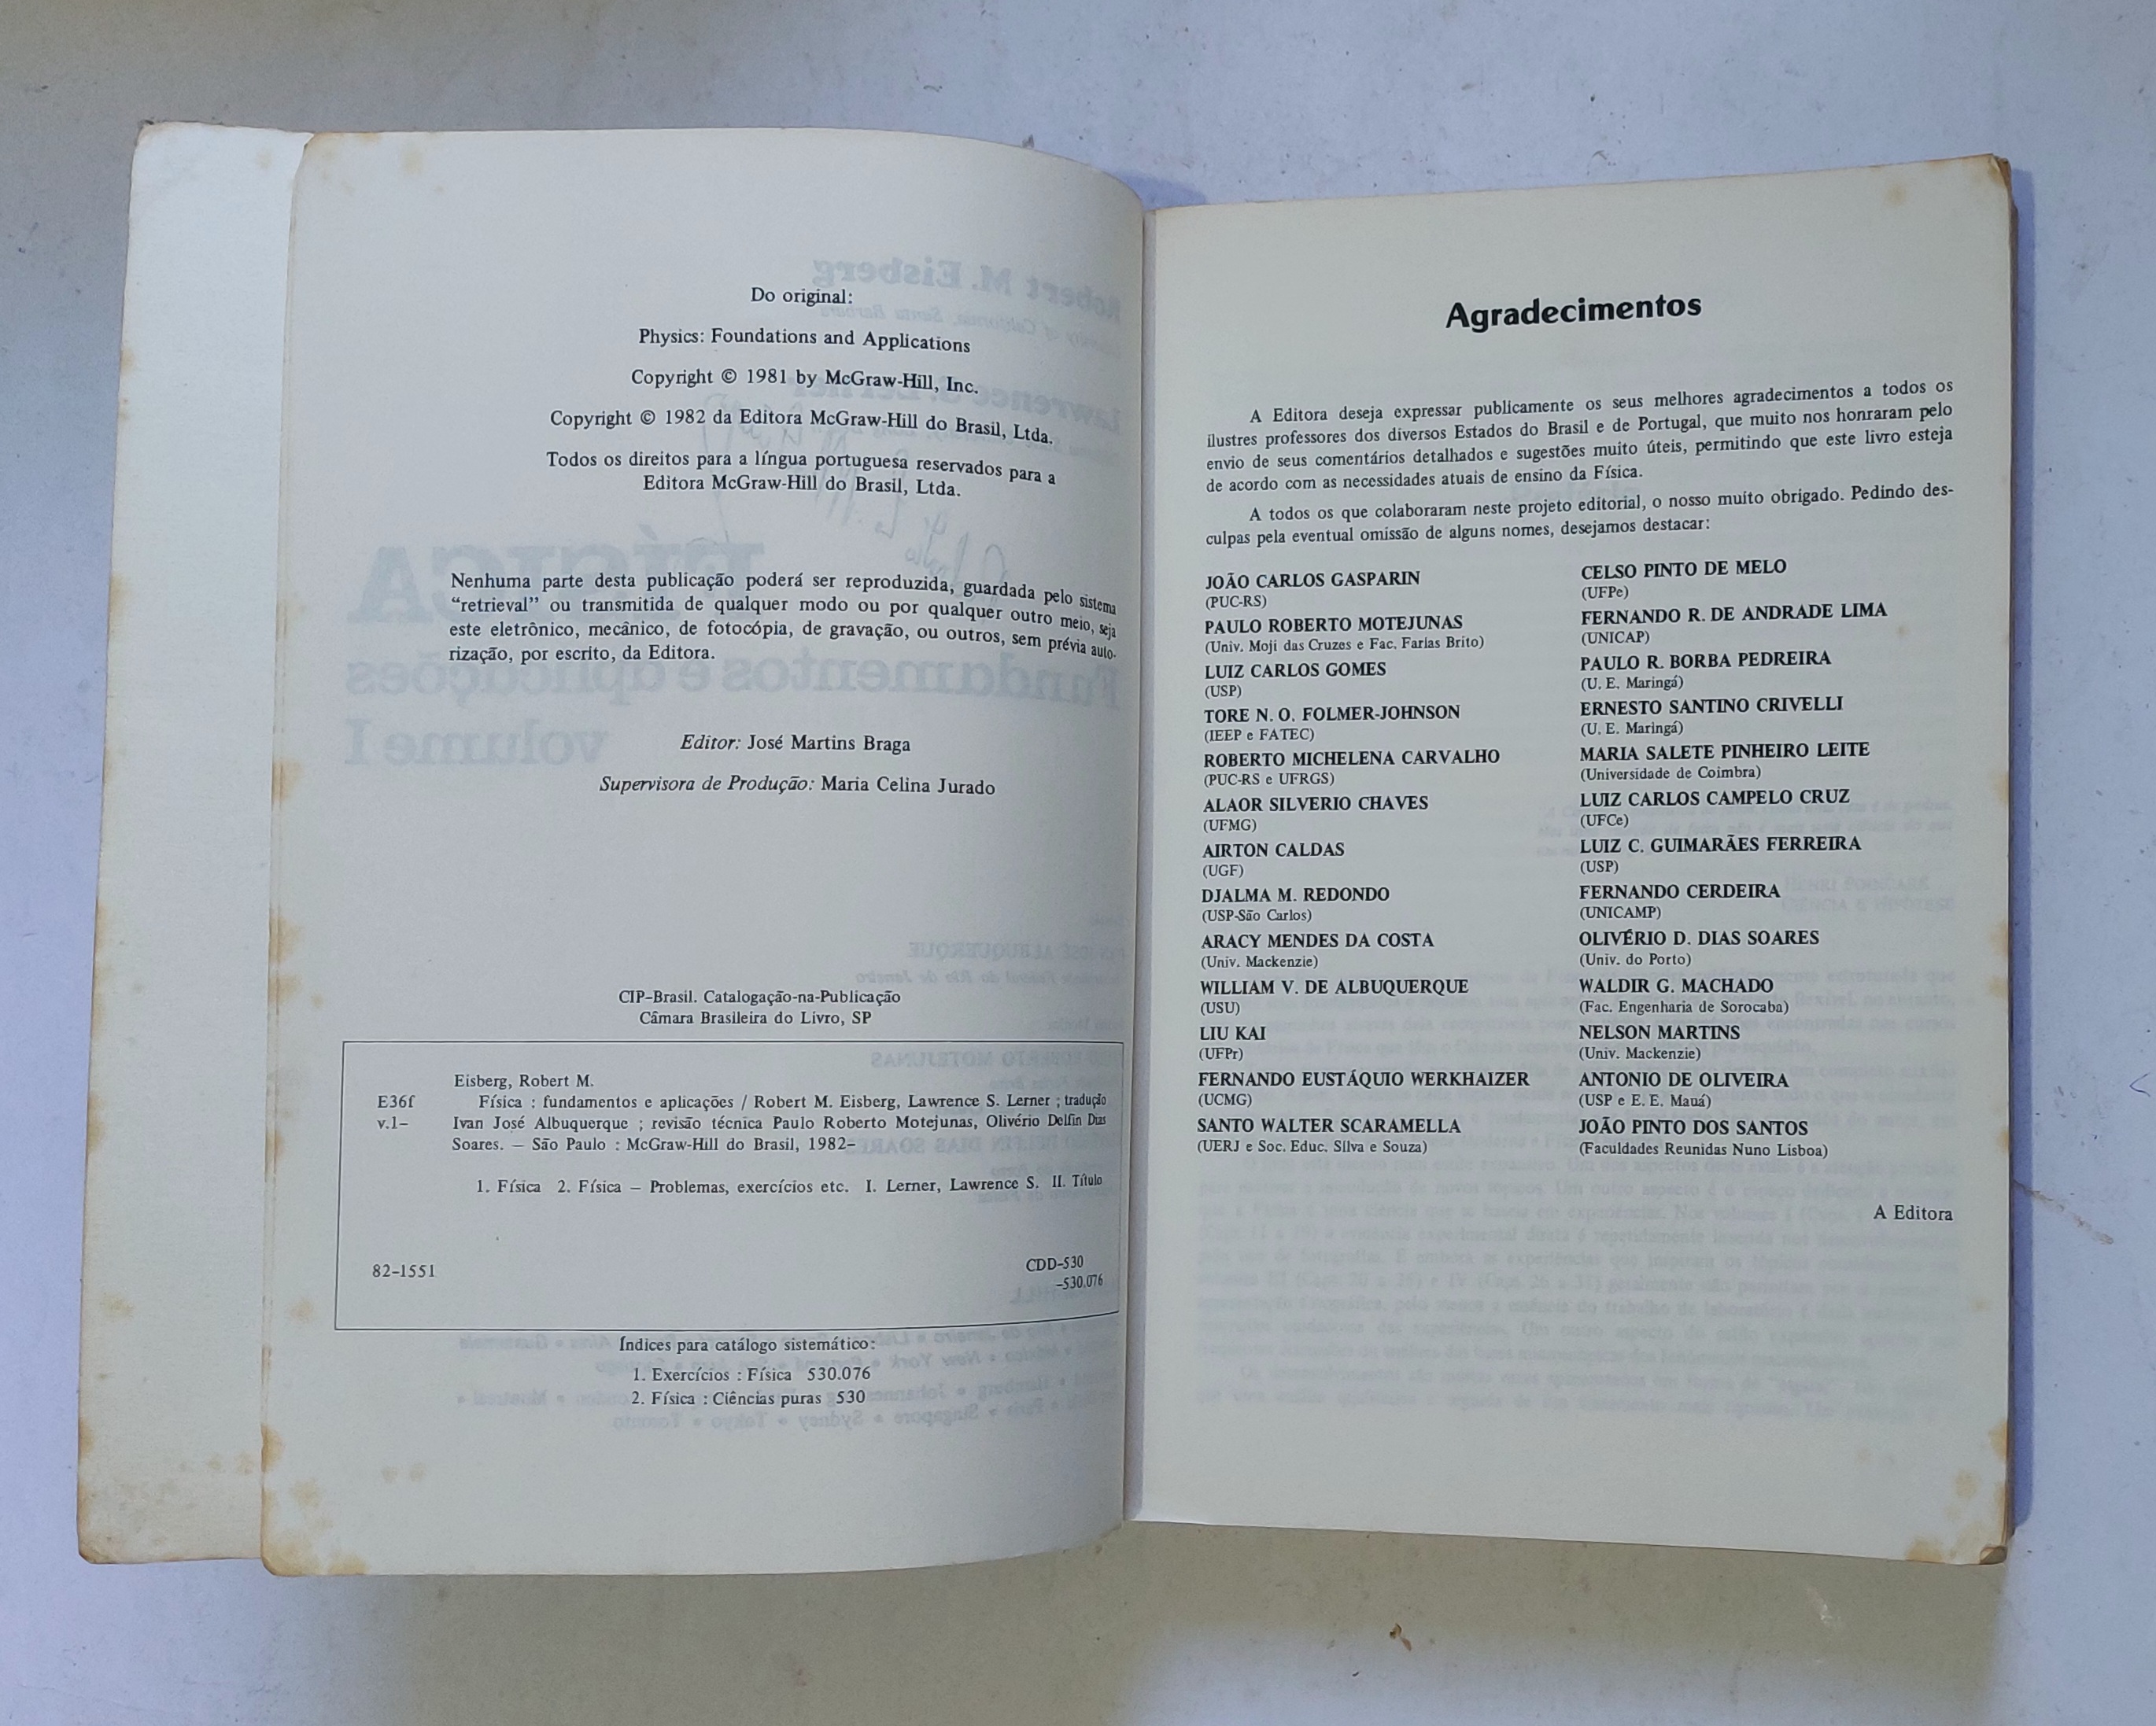 Do original:
Physics: Foundations and Applications
Copyright © 1981 by McGraw-Hill, Inc.
Copyright © 1982 da Editora McGraw-Hill do Brasil, Ltda.
Todos os direitos para a língua portuguesa reservados para a
Editora McGraw-Hill do Brasil, Ltda.
Nenhuma parte desta publicação poderá ser reproduzida, guardada pelo sistema
“retrieval” ou transmitida de qualquer modo ou por qualquer outro meio, seja
este eletrônico, mecânico, de fotocópia, de gravação, ou outros, sem prévia auto-
rização, por escrito, da Editora.
Editor: José Martins Braga
Supervisora de Produção: Maria Celina Jurado
CIP-Brasil. Catalogação-na-Publicação
Câmara Brasileira do Livro, SP
Eisberg, Robert M.
E36f Física : fundamentos e aplicações / Robert M. Eisberg, Lawrence S. Lerner ; tradução
v.1- Ivan José Albuquerque ; revisão técnica Paulo Roberto Motejunas, Olivério Delfin Dias
Soares. — São Paulo : McGraw-Hill do Brasil, 1982-
1. Física 2. Física — Problemas, exercícios etc. I. Lerner, Lawrence S. II. Título
82-1551
CDD-530
-530.076
Índices para catálogo sistemático:
1. Exercícios : Física 530.076
2. Física : Ciências puras 530
Agradecimentos
A Editora deseja expressar publicamente os seus melhores agradecimentos a todos os
ilustres professores dos diversos Estados do Brasil e de Portugal, que muito nos honraram pelo
envio de seus comentários detalhados e sugestões muito úteis, permitindo que este livro esteja
de acordo com as necessidades atuais de ensino da Física.
A todos os que colaboraram neste projeto editorial, o nosso muito obrigado. Pedindo des-
culpas pela eventual omissão de alguns nomes, desejamos destacar:
JOÃO CARLOS GASPARIN
(PUC-RS)
PAULO ROBERTO MOTEJUNAS
(Univ. Moji das Cruzes e Fac. Farias Brito)
LUIZ CARLOS GOMES
(USP)
TORE N. O. FOLMER-JOHNSON
(IEEP e FATEC)
ROBERTO MICHELENA CARVALHO
(PUC-RS e UFRGS)
ALAOR SILVERIO CHAVES
(UFMG)
AIRTON CALDAS
(UGF)
DJALMA M. REDONDO
(USP-São Carlos)
ARACY MENDES DA COSTA
(Univ. Mackenzie)
WILLIAM V. DE ALBUQUERQUE
(USU)
LIU KAI
(UFPr)
FERNANDO EUSTÁQUIO WERKHAIZER
(UCMG)
SANTO WALTER SCARAMELLA
(UERJ e Soc. Educ. Silva e Souza)
CELSO PINTO DE MELO
(UFPe)
FERNANDO R. DE ANDRADE LIMA
(UNICAP)
PAULO R. BORBA PEDREIRA
(U. E. Maringá)
ERNESTO SANTINO CRIVELLI
(U. E. Maringá)
MARIA SALETE PINHEIRO LEITE
(Universidade de Coimbra)
LUIZ CARLOS CAMPELO CRUZ
(UFCe)
LUIZ C. GUIMARÃES FERREIRA
(USP)
FERNANDO CERDEIRA
(UNICAMP)
OLIVÉRIO D. DIAS SOARES
(Univ. do Porto)
WALDIR G. MACHADO
(Fac. Engenharia de Sorocaba)
NELSON MARTINS
(Univ. Mackenzie)
ANTONIO DE OLIVEIRA
(USP e E. E. Mauá)
JOÃO PINTO DOS SANTOS
(Faculdades Reunidas Nuno Lisboa)
A Editora